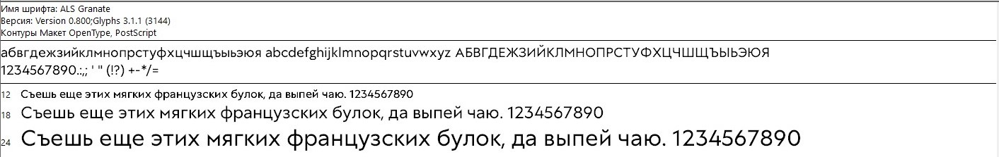 Имя шрифта: ALS Granate
Версия: Version 0.800;Glyphs 3.1.1 (3144)
Контуры Макет OpenType, PostScript
абвгдежзийклмнопрстуфхцчшщъыьэюя abcdefghijklmnopqrstuvwxyz АБВГДЕЖЗИЙКЛМНОПРСТУФХЦЧШЩЪЫЬЭЮЯ
1234567890.:,; ' " (!?) +-*/=
12 Съешь еще этих мягких французских булок, да выпей чаю. 1234567890
18 Съешь еще этих мягких французских булок, да выпей чаю. 1234567890
24 Съешь еще этих мягких французских булок, да выпей чаю. 1234567890